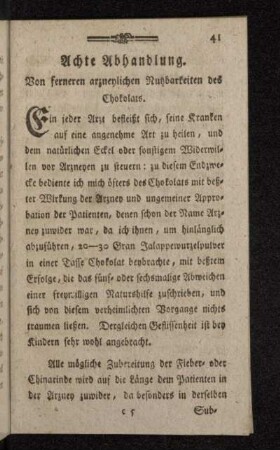 41
Achte Abhandlung.
Von ferneren arzneylichen Nutzbarkeiten des
Chokolats.
Ein jeder Arzt befleißt sich, seine Kranken
auf eine angenehme Art zu heilen, und
dem natürlichen Eckel oder sonstigem Widerwil-
len vor Arzneyen zu steuern: zu diesem Endzwe-
cke bediente ich mich öfters des Chokolats mit beß-
ter Wirkung der Arzney und ungemeiner Appro-
bation der Patienten, denen schon der Name Arz-
ney zuwider war, da ich ihnen, um hinlänglich
abzuführen, 20—30 Gran Jalappewurzelpulver
in einer Tasse Chokolat beybrachte, mit beßtem
Erfolge, die das fünf- oder sechsmalige Abweichen
einer freywilligen Naturshilfe zuschrieben, und
sich von diesem verheimlichten Vorgange nichts
traumen ließen. Dergleichen Geflissenheit ist bey
Kindern sehr wohl angebracht.
Alle mögliche Zubereitung der Fieber- oder
Chinarinde wird auf die Länge dem Patienten in
der Arzney zuwider, da besonders in derselben
c 5 Sub-